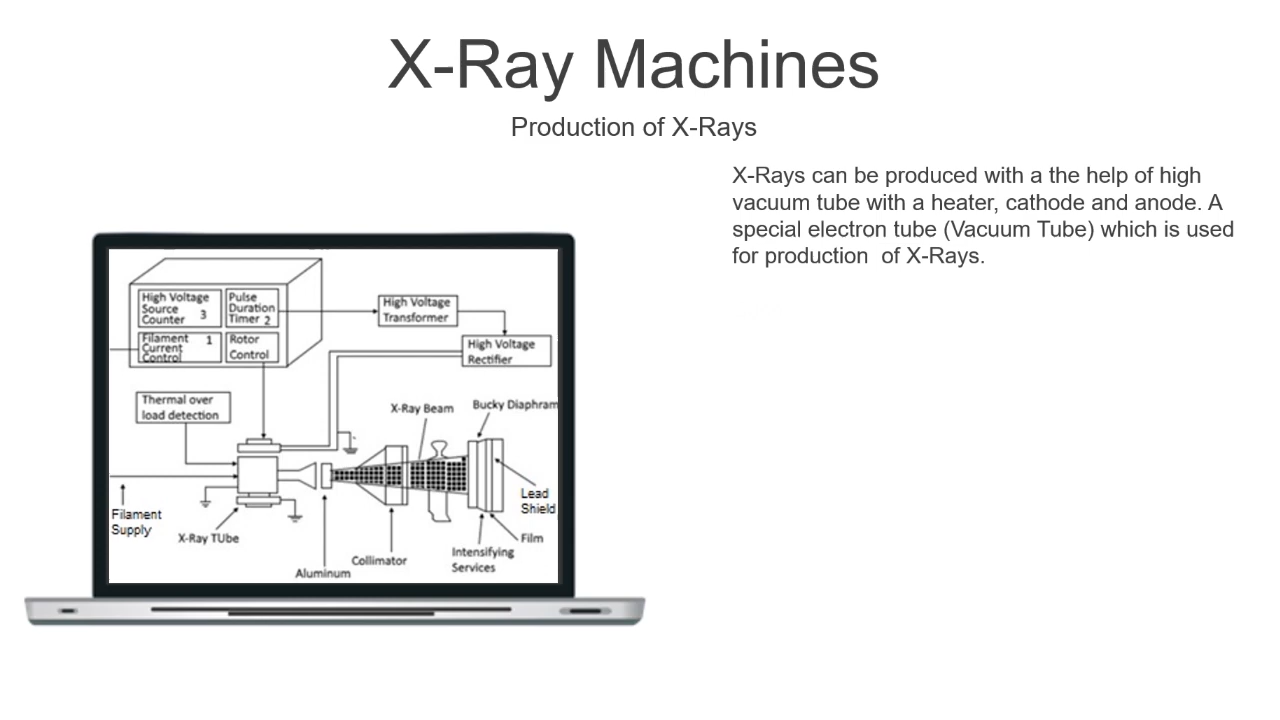 X-Ray Machines
Production of X-Rays
X-Rays can be produced with a the help of high
vacuum tube with a heater, cathode and anode. A
special electron tube (Vacuum Tube) which is used
for production  of X-Rays.
High Voltage
Source
Counter 3
Pulse
Duration
Timer 2
Filament 1
Current
Control
Rotor
Control
High Voltage
Transformer
High Voltage
Rectifier
Thermal over
load detection
X-Ray Beam
Bucky Diaphram
Lead
Shield
Filament
Supply
X-Ray TUbe
Film
Intensifying
Services
Collimator
Aluminum